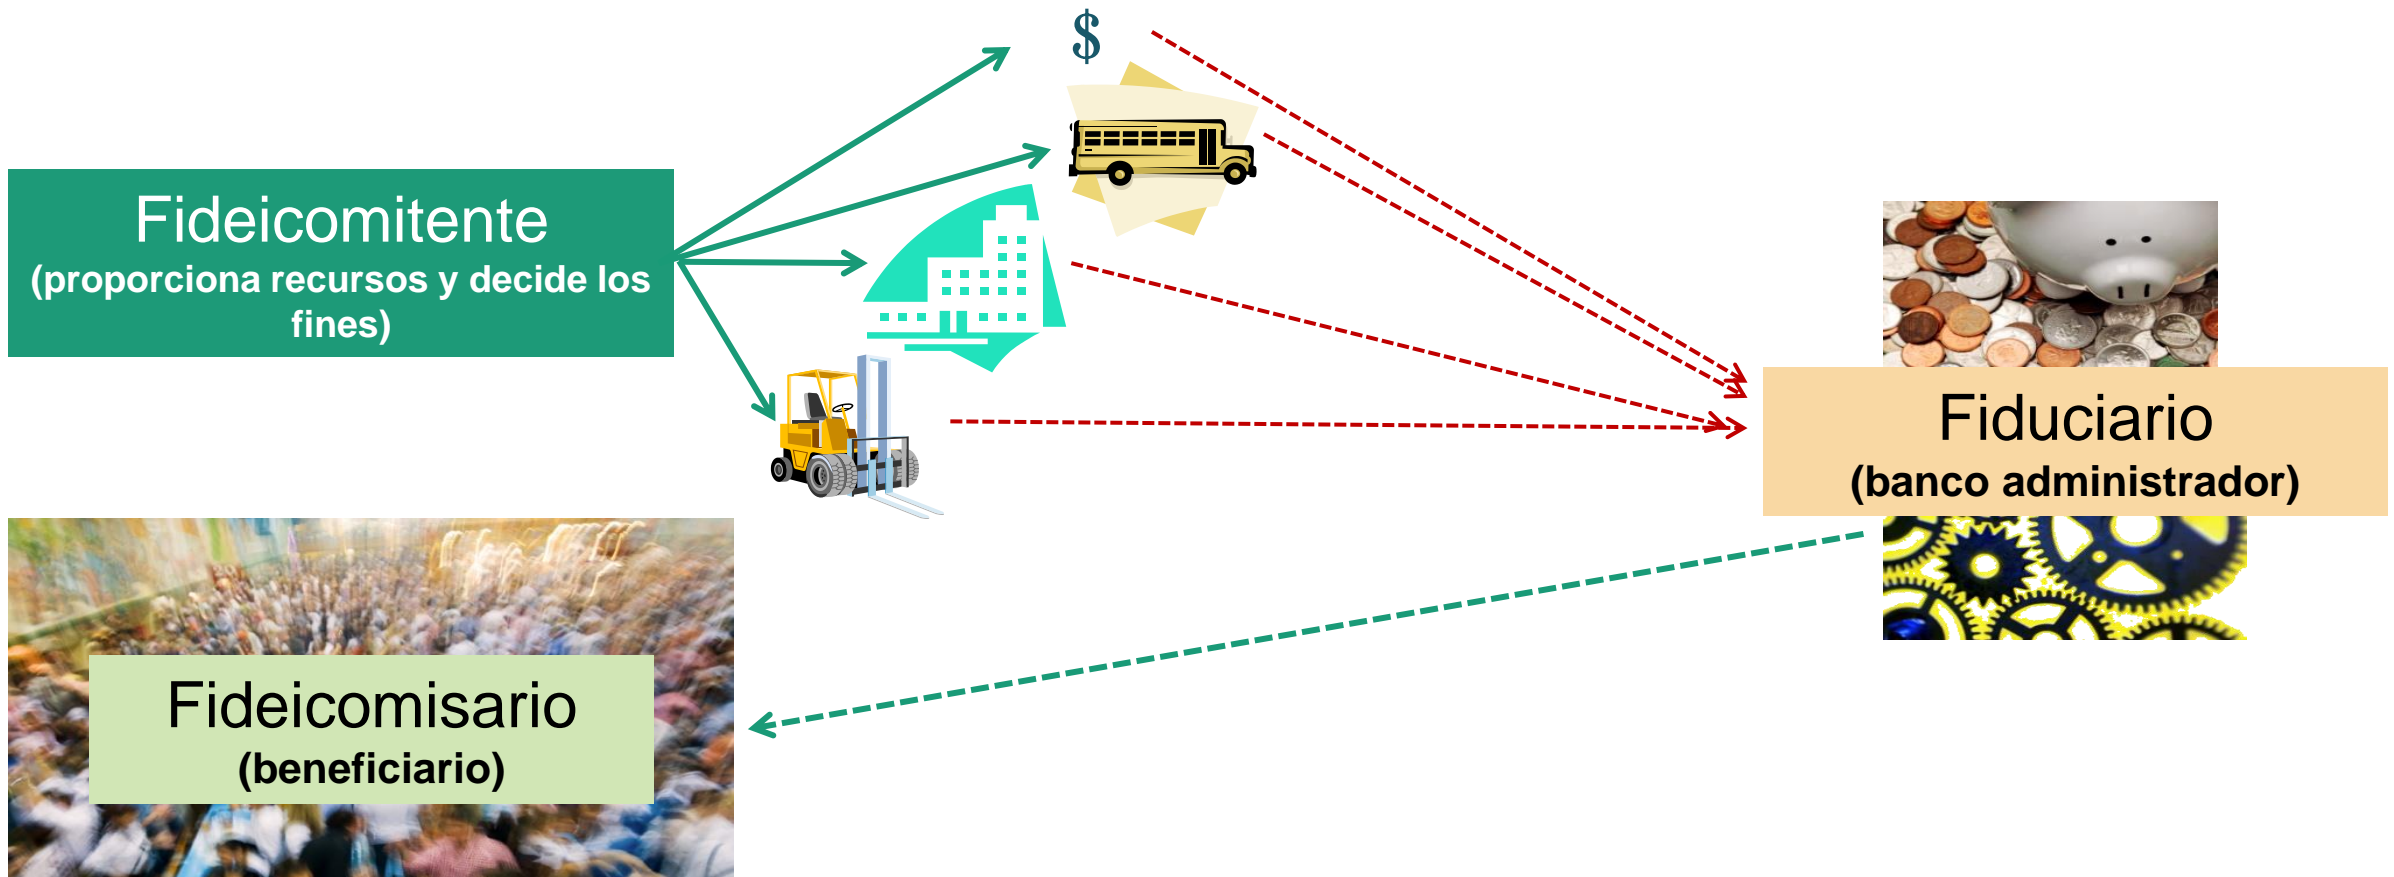 $
Fideicomitente
(proporciona recursos y decide los
fines)
Fiduciario
(banco administrador)
Fideicomisario
(beneficiario)